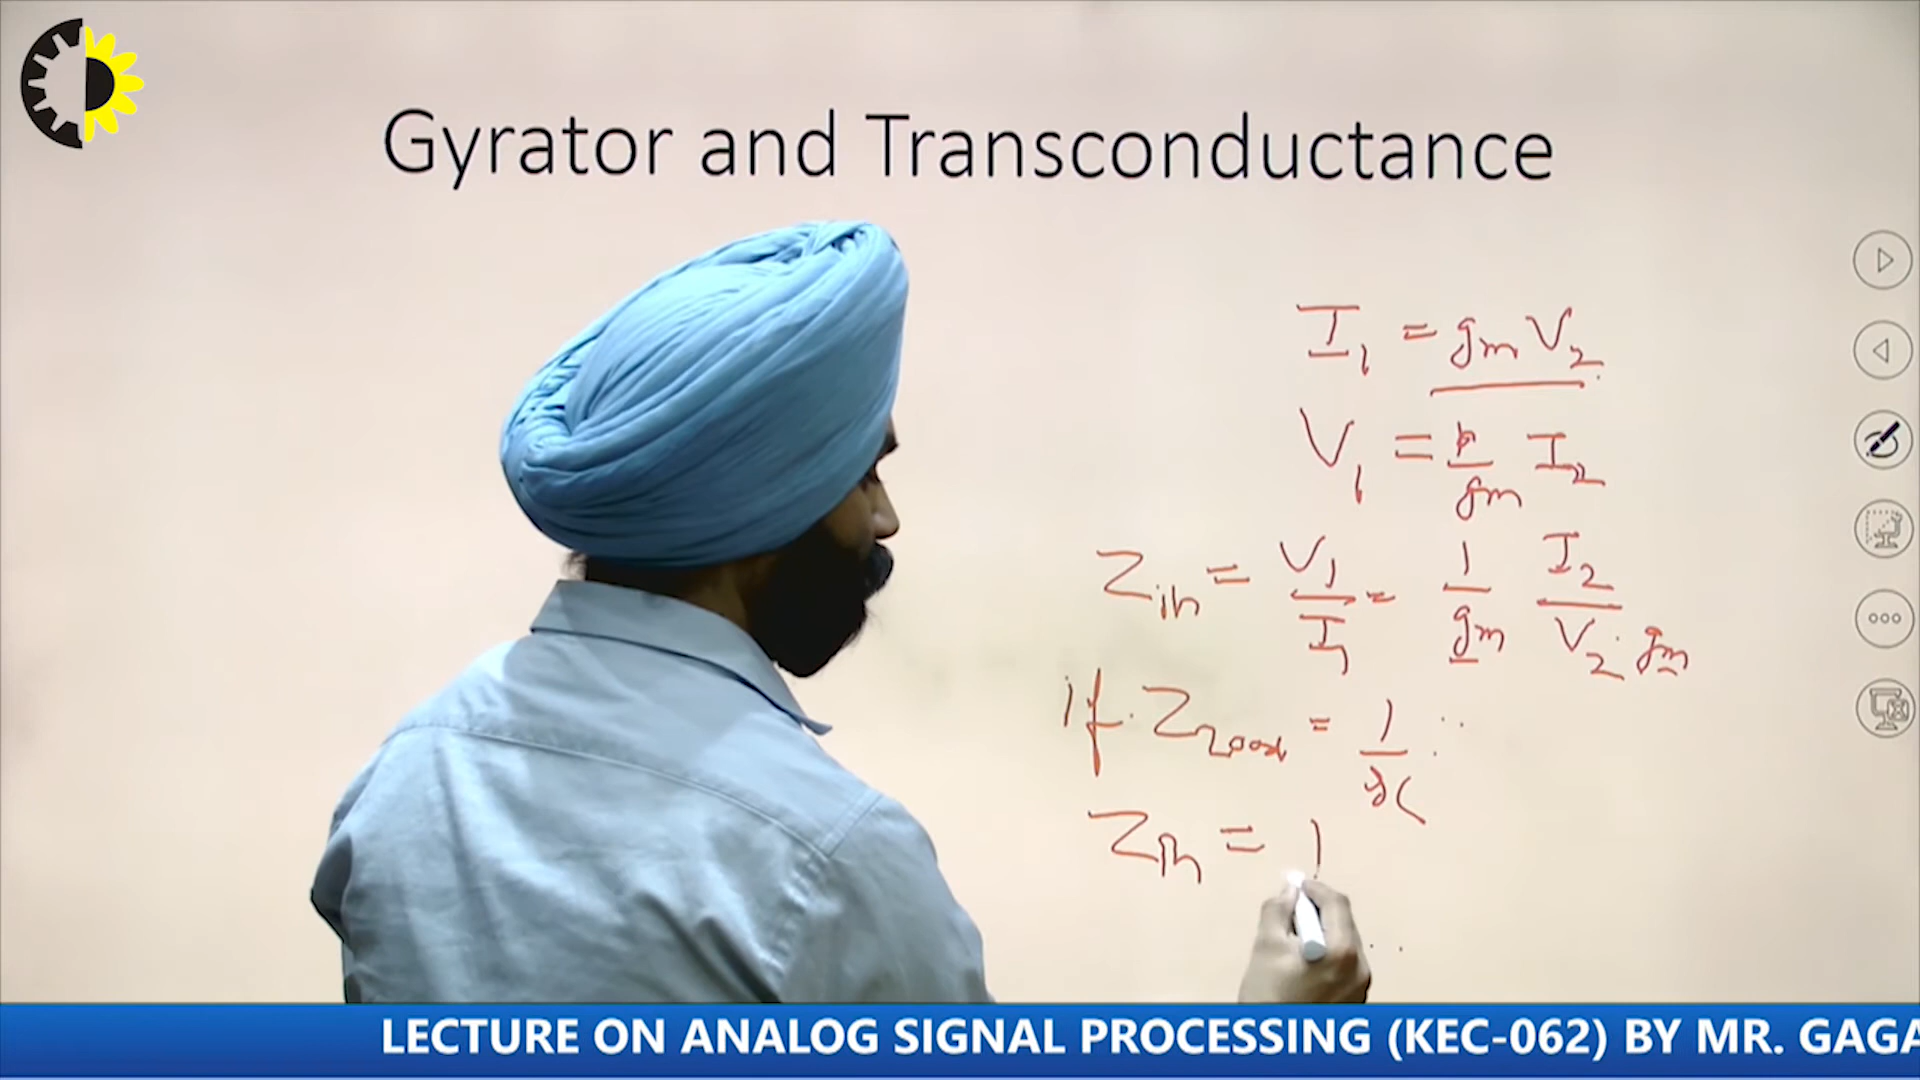 Gyrator and Transconductance
I₁ = gm V₂
V₁ = 1/gm I₂
Zin = V₁/I₁ = 1/gm I₂/V₂ · gm
if Zload = 1/sC
Zin = 1
LECTURE ON ANALOG SIGNAL PROCESSING (KEC-062) BY MR. GAGA